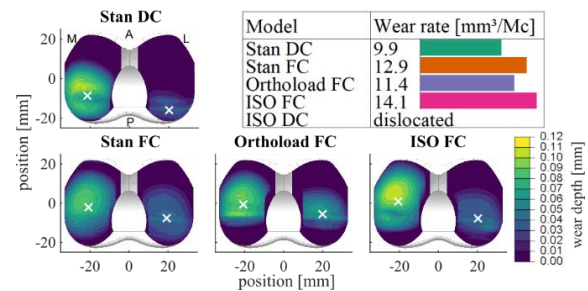 Stan DC
M A L
P
20
0
-20
position [mm]
Model Wear rate [mm³/Mc]
Stan DC 9.9
Stan FC 12.9
Orthoload FC 11.4
ISO FC 14.1
ISO DC dislocated
Stan FC Orthoload FC ISO FC
20
0
-20
-20 0 20 -20 0 20 -20 0 20
position [mm]
0.12
0.11
0.10
0.09
0.08
0.07
0.06
0.05
0.04
0.03
0.02
0.01
0.00
wear depth [mm]